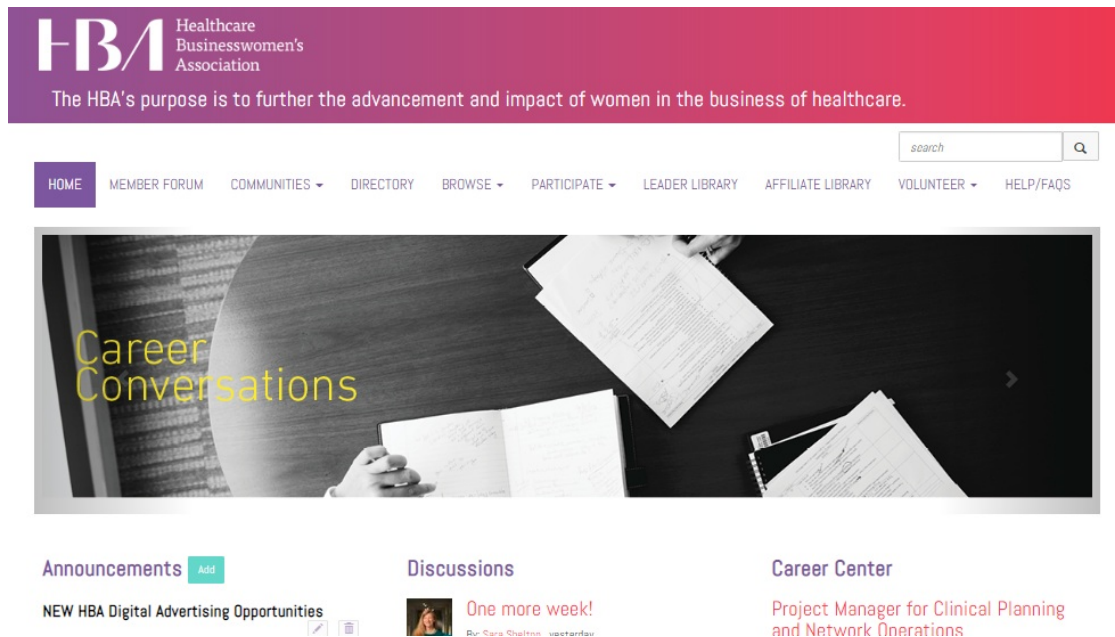 HBA Healthcare
Businesswomen's
Association
The HBA's purpose is to further the advancement and impact of women in the business of healthcare.
search
HOME MEMBER FORUM COMMUNITIES DIRECTORY BROWSE PARTICIPATE LEADER LIBRARY AFFILIATE LIBRARY VOLUNTEER HELP/FAQS
Career
Conversations
Announcements Add
NEW HBA Digital Advertising Opportunities
Discussions
One more week!
By: Sara Shelton, yesterday
Career Center
Project Manager for Clinical Planning
and Network Operations